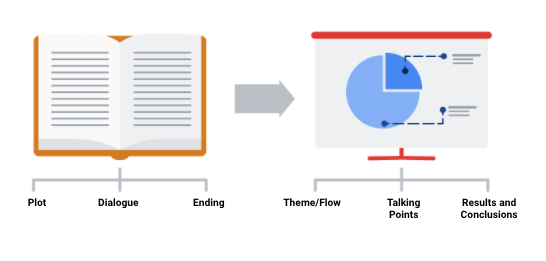 Plot
Dialogue
Ending
Theme/Flow
Talking
Points
Results and
Conclusions